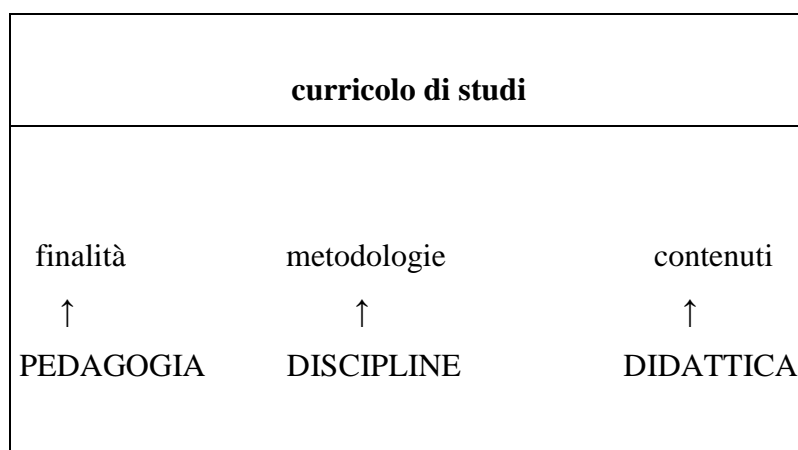 curricolo di studi
finalità metodologie contenuti
↑ ↑ ↑
PEDAGOGIA DISCIPLINE DIDATTICA